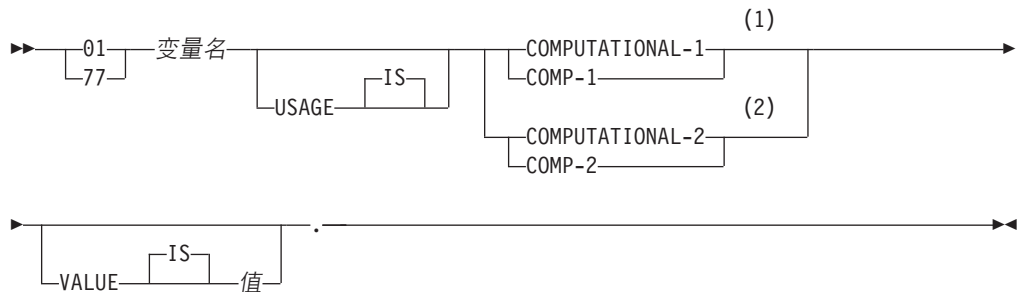 (1)
01 变量名 COMPUTATIONAL-1
77 IS COMP-1
USAGE (2)
COMPUTATIONAL-2
COMP-2
.
IS
VALUE 值